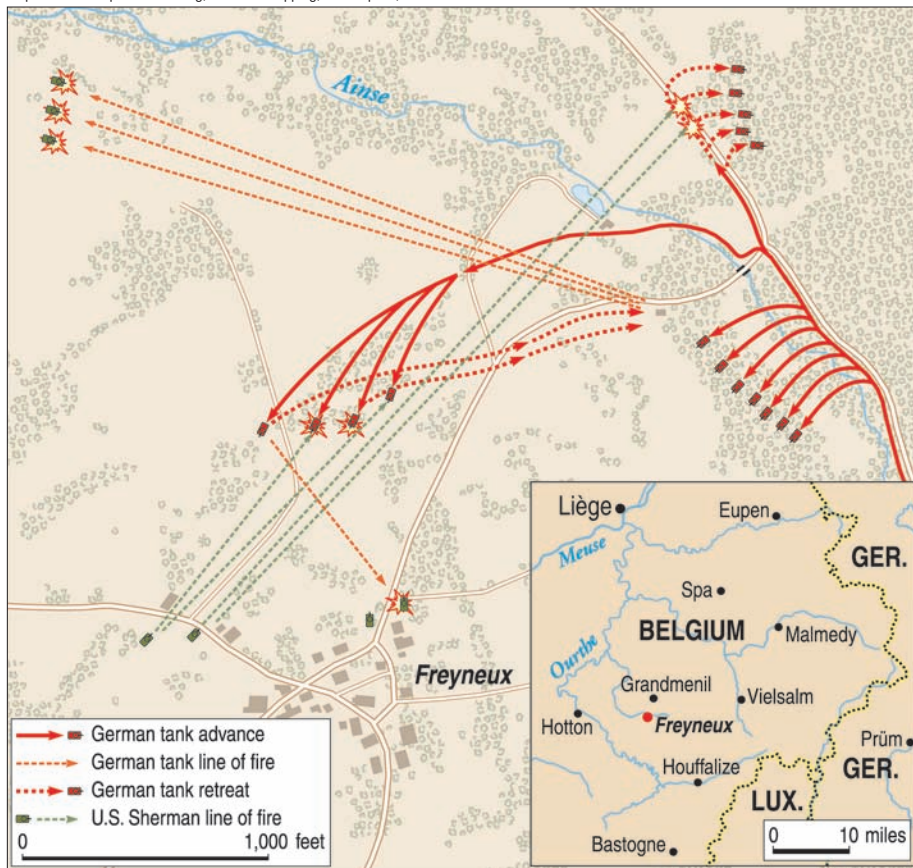 Ainse
Freyneux
German tank advance
German tank line of fire
German tank retreat
U.S. Sherman line of fire
0 1,000 feet
Liège
Eupen
Meuse
GER.
Spa
BELGIUM
Malmedy
Ourthe
Grandmenil
Vielsalm
Hotton
Freyneux
Prüm
GER.
Houffalize
LUX.
Bastogne
0 10 miles